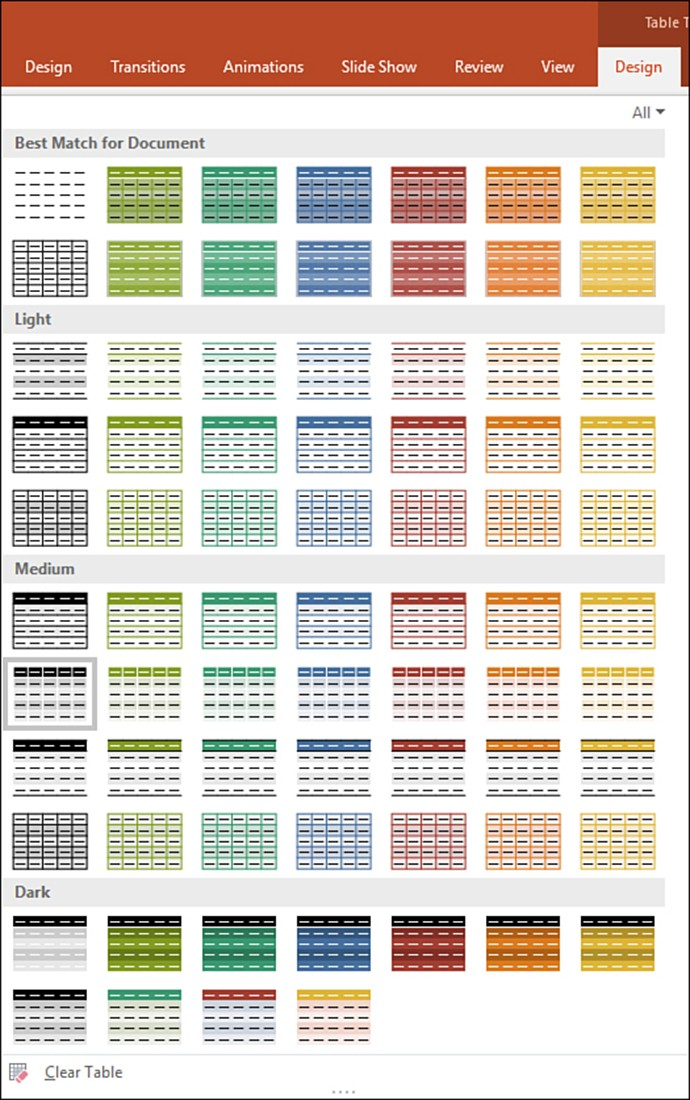 Table T
Design Transitions Animations Slide Show Review View Design
All
Best Match for Document
Light
Medium
Dark
Clear Table